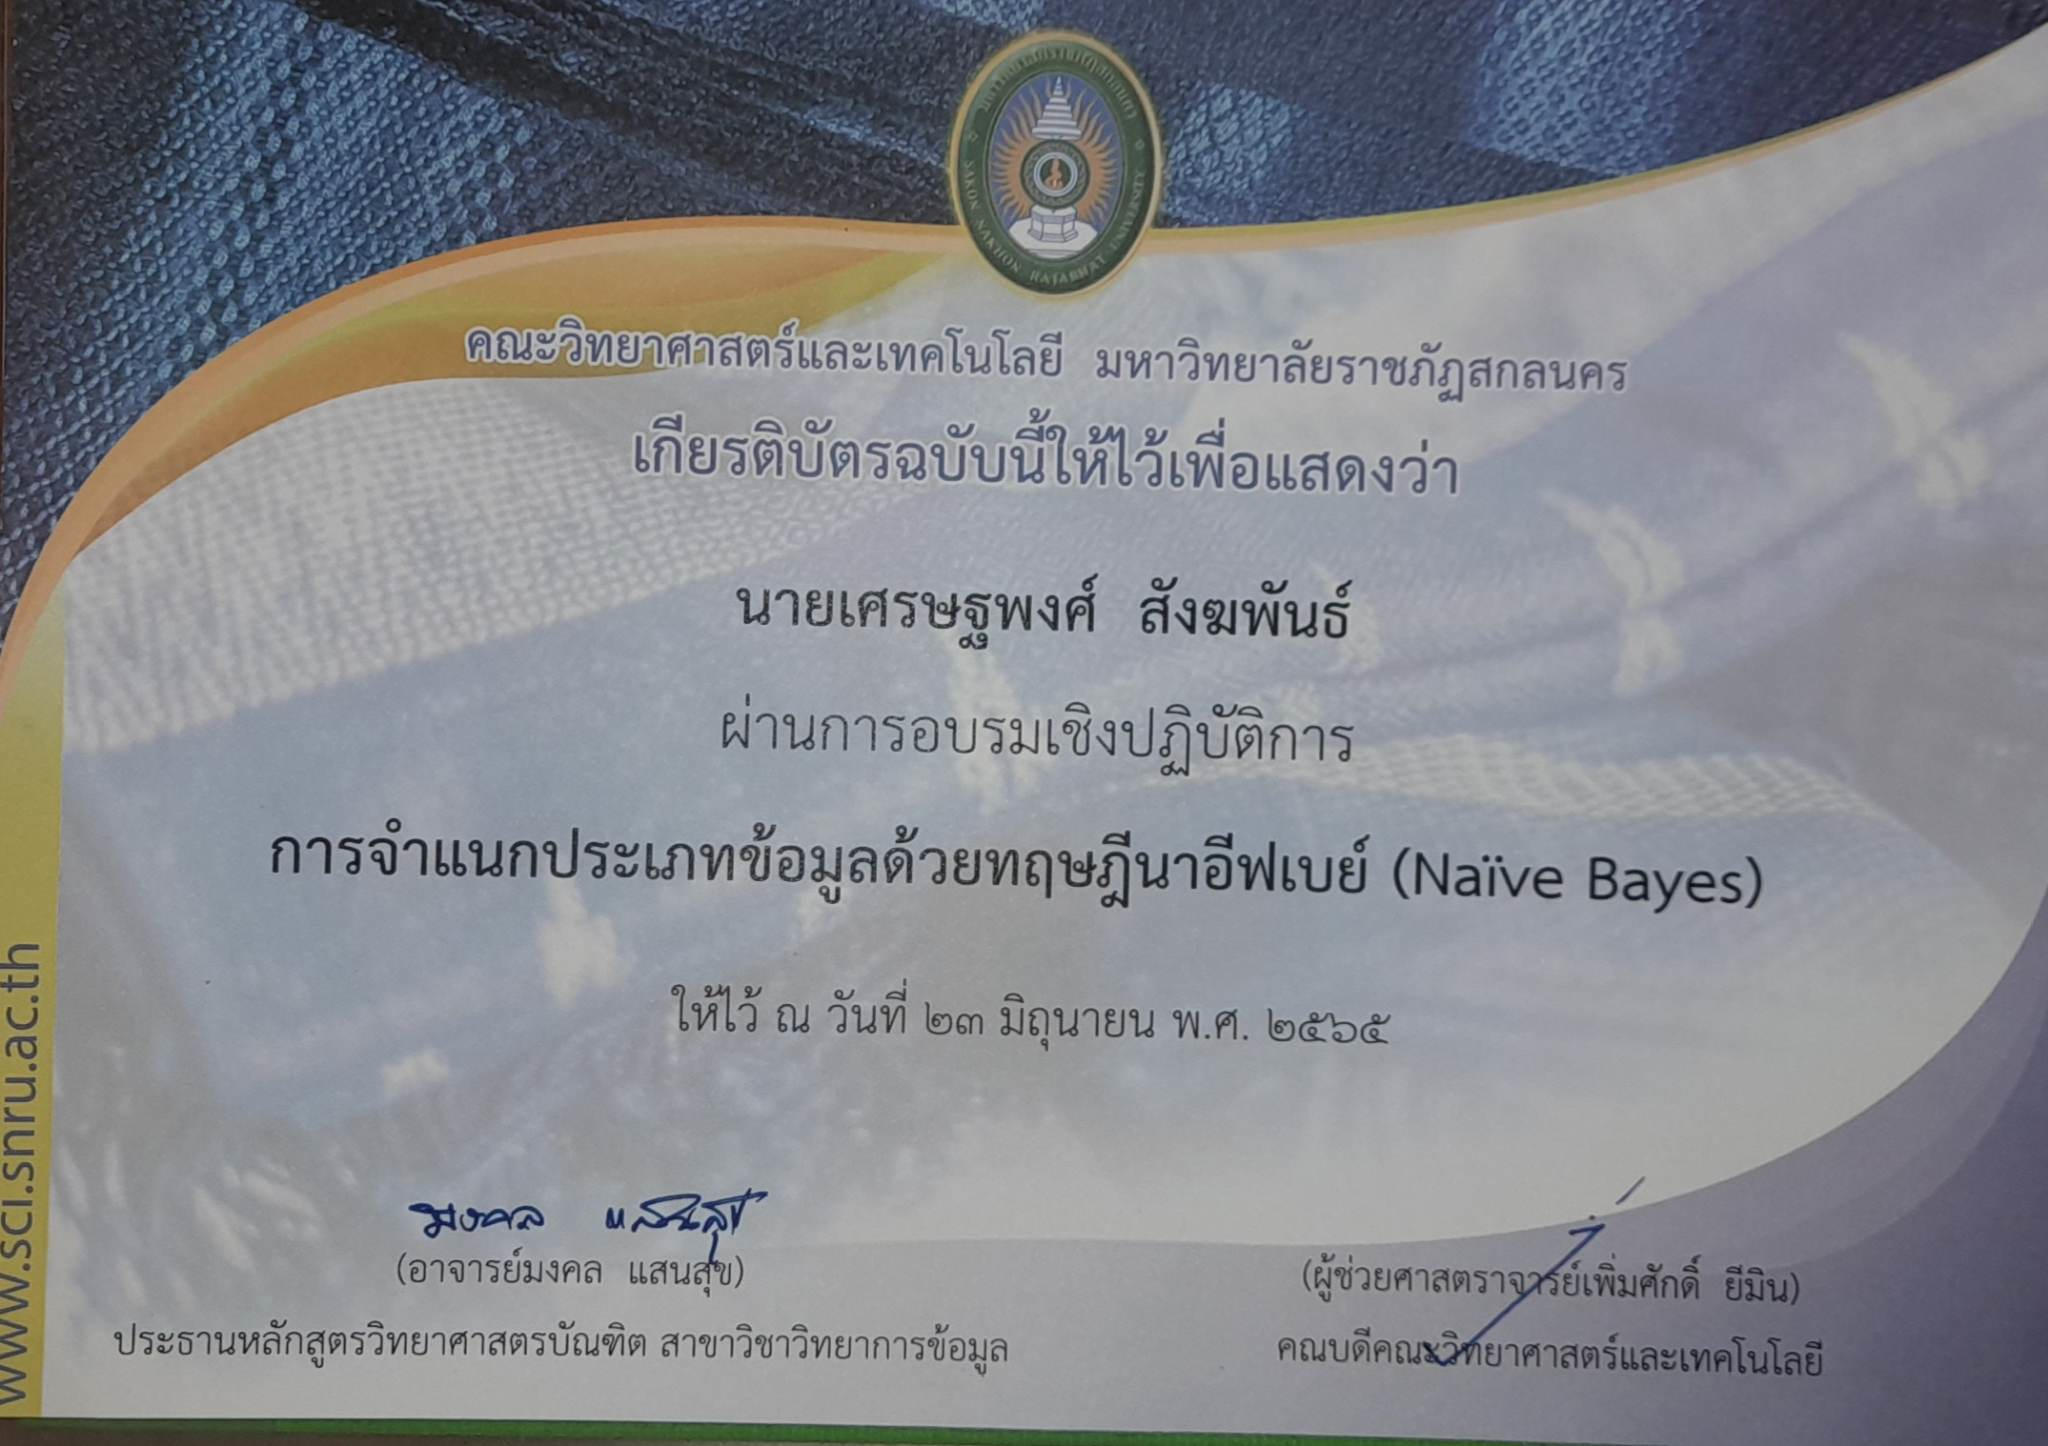 มหาวิทยาลัยราชภัฏสกลนคร
SAKON NAKHON RAJABHAT UNIVERSITY
คณะวิทยาศาสตร์และเทคโนโลยี มหาวิทยาลัยราชภัฏสกลนคร
เกียรติบัตรฉบับนี้ให้ไว้เพื่อแสดงว่า
นายเศรษฐพงศ์ สังฆพันธ์
ผ่านการอบรมเชิงปฏิบัติการ
การจำแนกประเภทข้อมูลด้วยทฤษฎีนาอีฟเบย์ (Naïve Bayes)
ให้ไว้ ณ วันที่ ๒๓ มิถุนายน พ.ศ. ๒๕๖๕
มงคล แสนสุข
(อาจารย์มงคล แสนสุข)
ประธานหลักสูตรวิทยาศาสตรบัณฑิต สาขาวิชาวิทยาการข้อมูล
(ผู้ช่วยศาสตราจารย์เพิ่มศักดิ์ ยีมิน)
คณบดีคณะวิทยาศาสตร์และเทคโนโลยี
www.sci.snru.ac.th